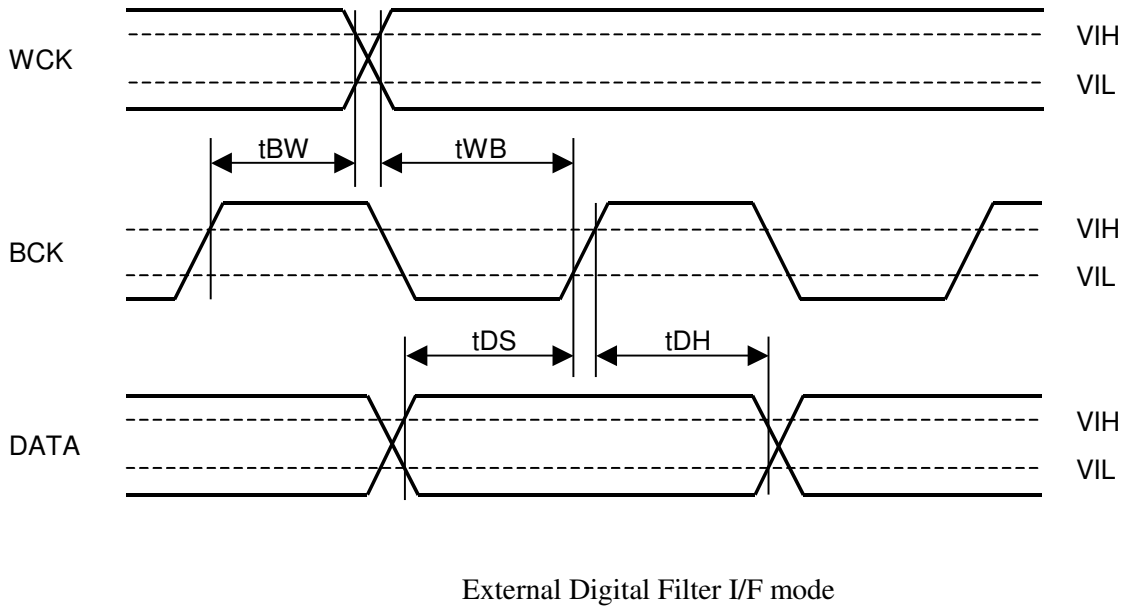 WCK
VIH
VIL
tBW
tWB
BCK
VIH
VIL
tDS
tDH
DATA
VIH
VIL
External Digital Filter I/F mode